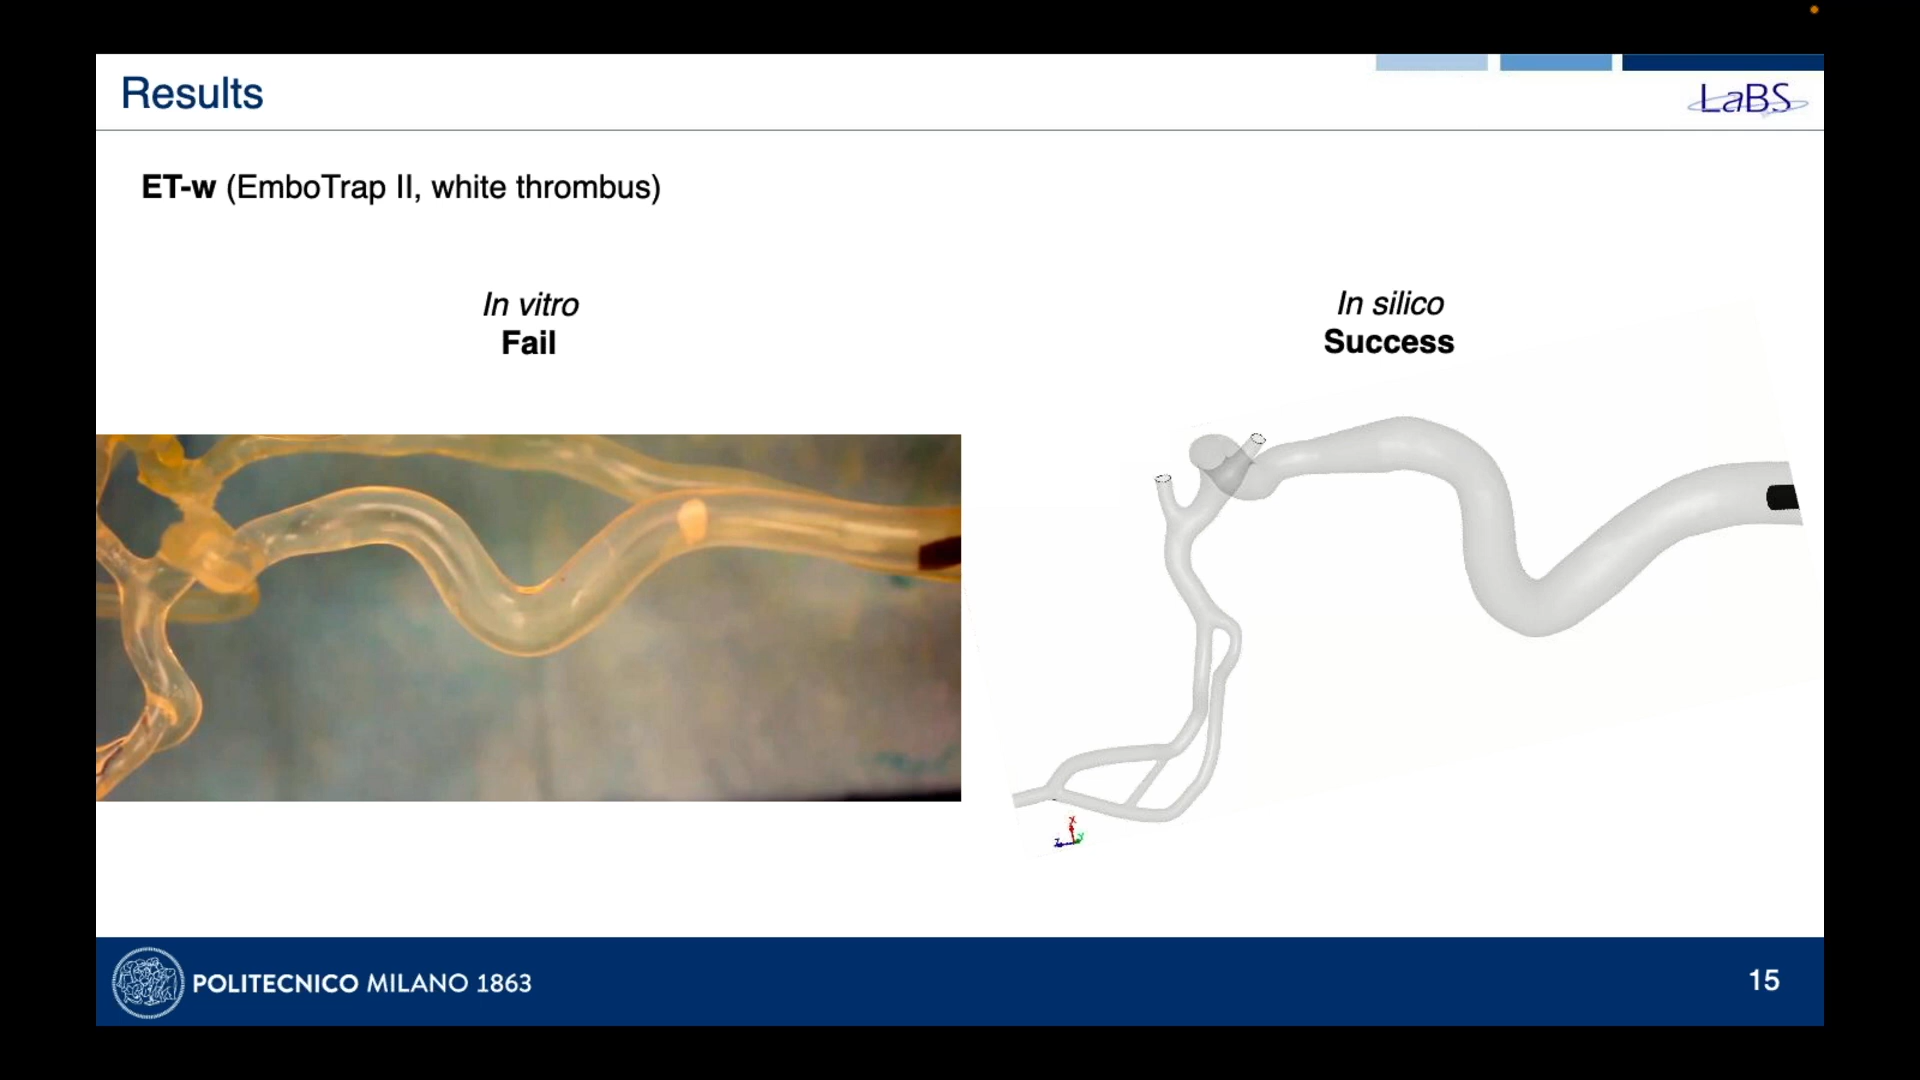 Results
LaBS
ET-w (EmboTrap II, white thrombus)
In vitro
Fail
In silico
Success
X
Y
Z
POLITECNICO MILANO 1863
15